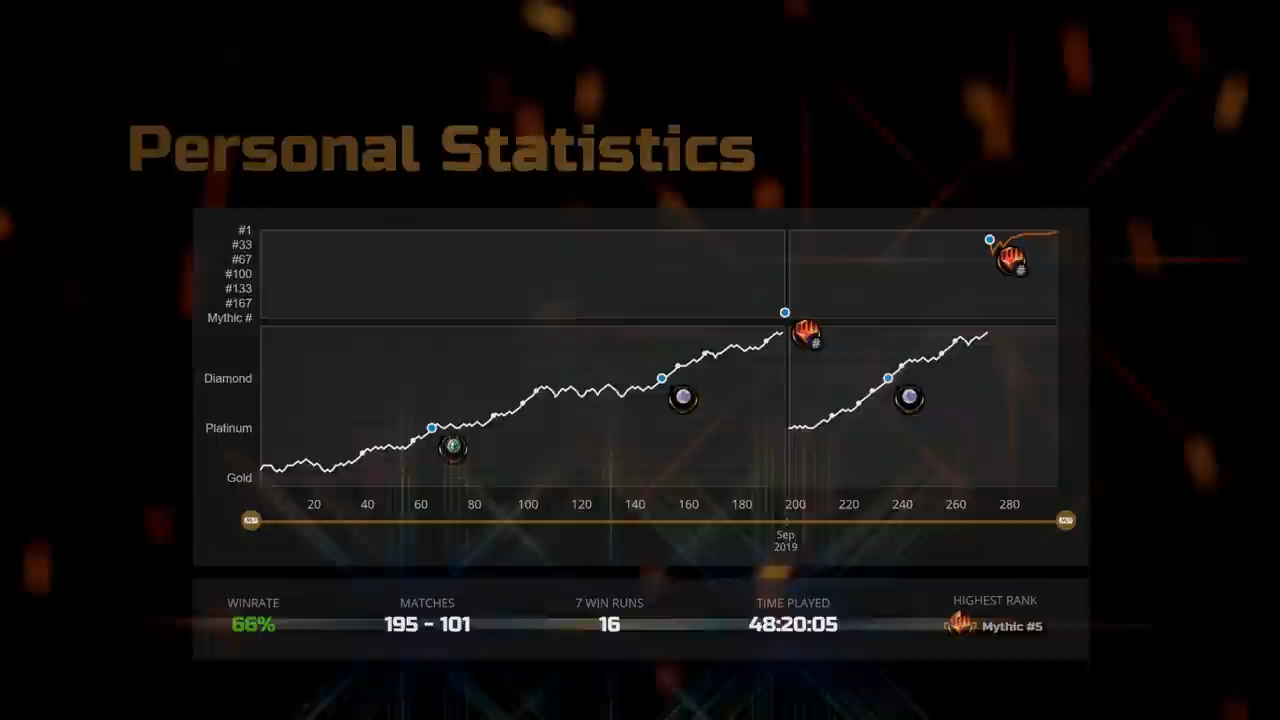 Personal Statistics
#1
#33
#67
#100
#133
#167
Mythic #
#
#
Diamond
Platinum
Gold
20 40 60 80 100 120 140 160 180 200 220 240 260 280
Sep
2019
WINRATE MATCHES 7 WIN RUNS TIME PLAYED HIGHEST RANK
66% 195 - 101 16 48:20:05 Mythic #5